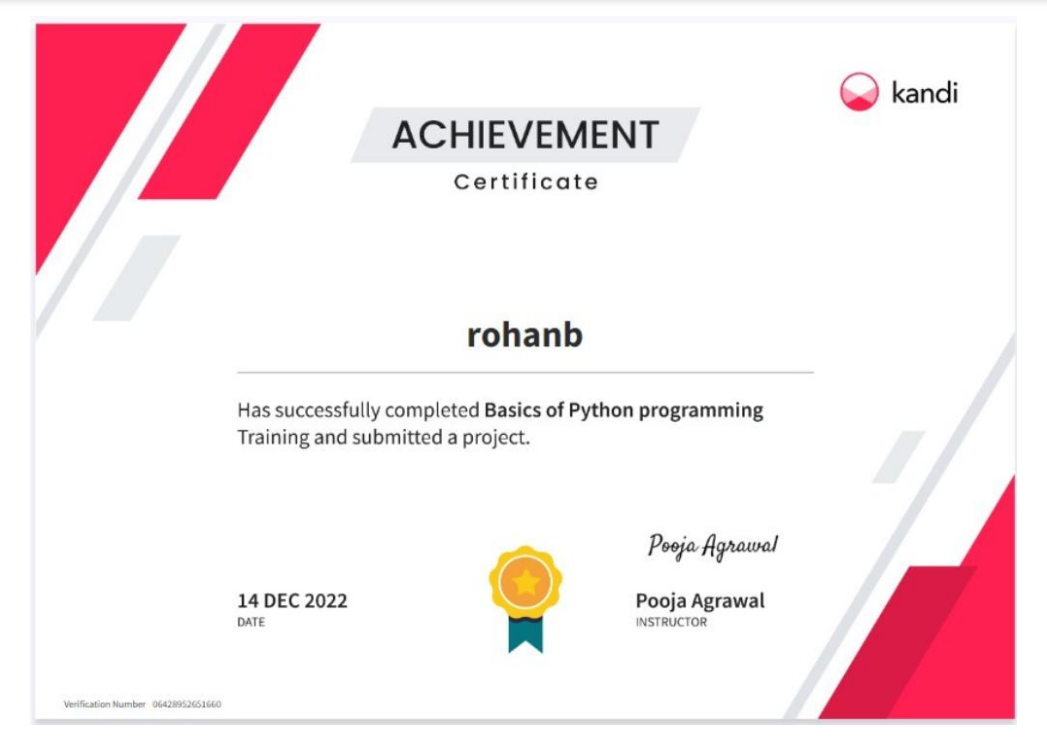 kandi
ACHIEVEMENT
Certificate
rohanb
Has successfully completed Basics of Python programming
Training and submitted a project.
Pooja Agrawal
14 DEC 2022
DATE
Pooja Agrawal
INSTRUCTOR
Verification Number 06428952651660